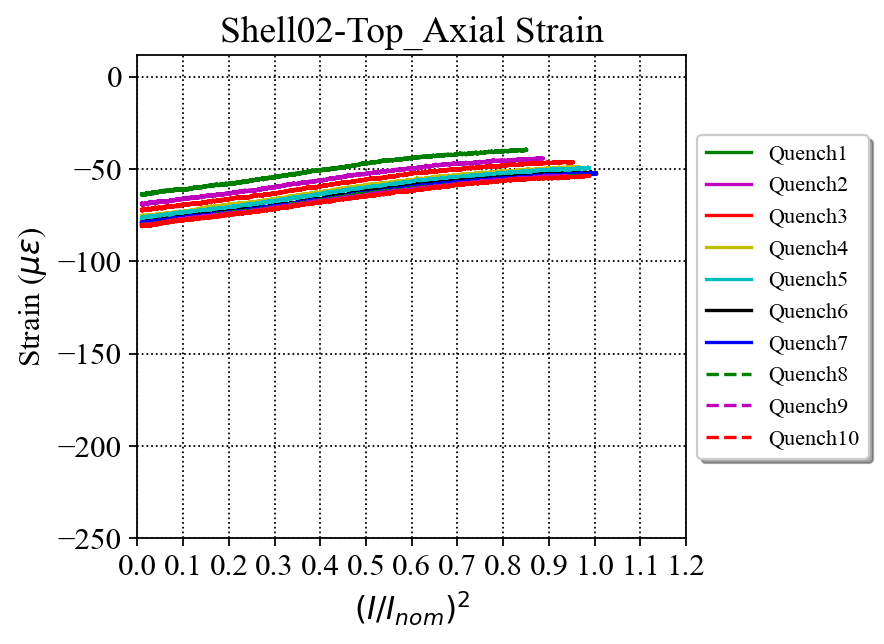 Shell02-Top_Axial Strain
Strain (με)
0
−50
−100
−150
−200
−250
0.0 0.1 0.2 0.3 0.4 0.5 0.6 0.7 0.8 0.9 1.0 1.1 1.2
(I/I_nom)²
Quench1
Quench2
Quench3
Quench4
Quench5
Quench6
Quench7
Quench8
Quench9
Quench10